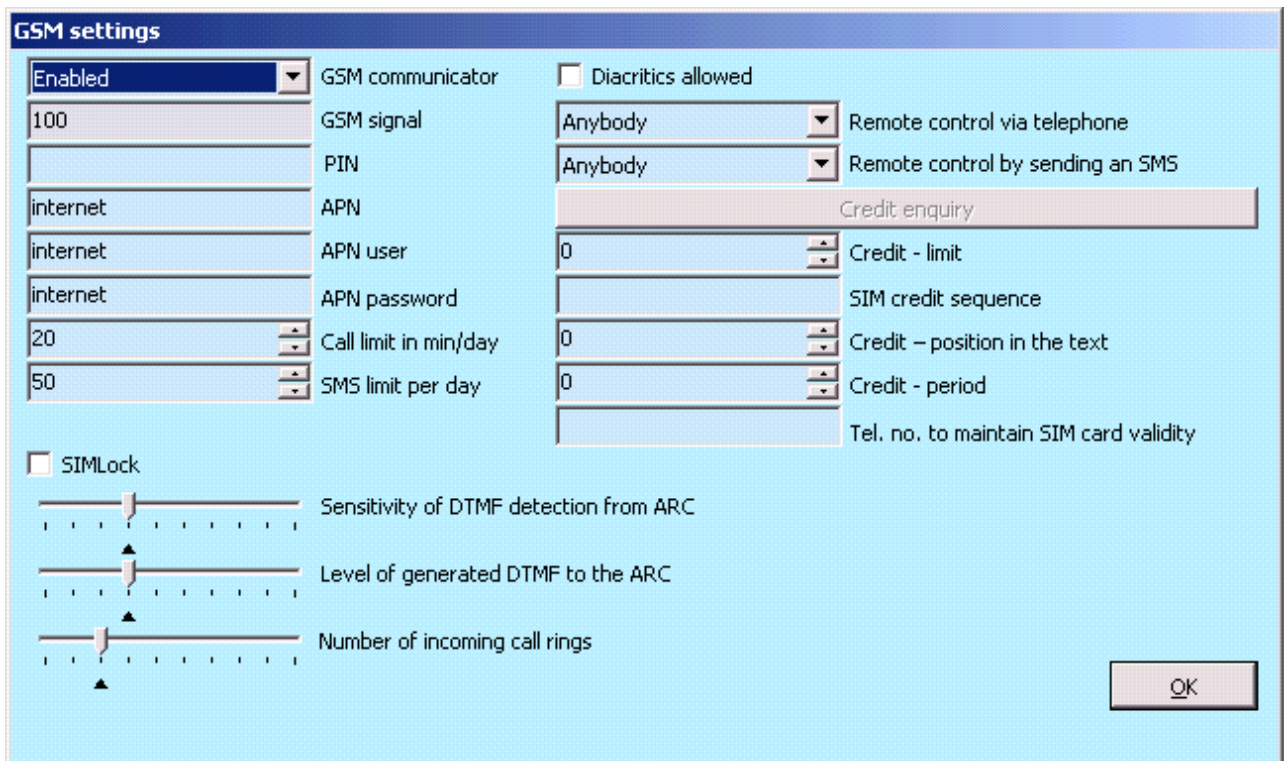 GSM settings
Enabled GSM communicator Diacritics allowed
100 GSM signal Anybody Remote control via telephone
PIN Anybody Remote control by sending an SMS
internet APN Credit enquiry
internet APN user 0 Credit - limit
internet APN password SIM credit sequence
20 Call limit in min/day 0 Credit – position in the text
50 SMS limit per day 0 Credit - period
Tel. no. to maintain SIM card validity
SIMLock
Sensitivity of DTMF detection from ARC
Level of generated DTMF to the ARC
Number of incoming call rings
OK